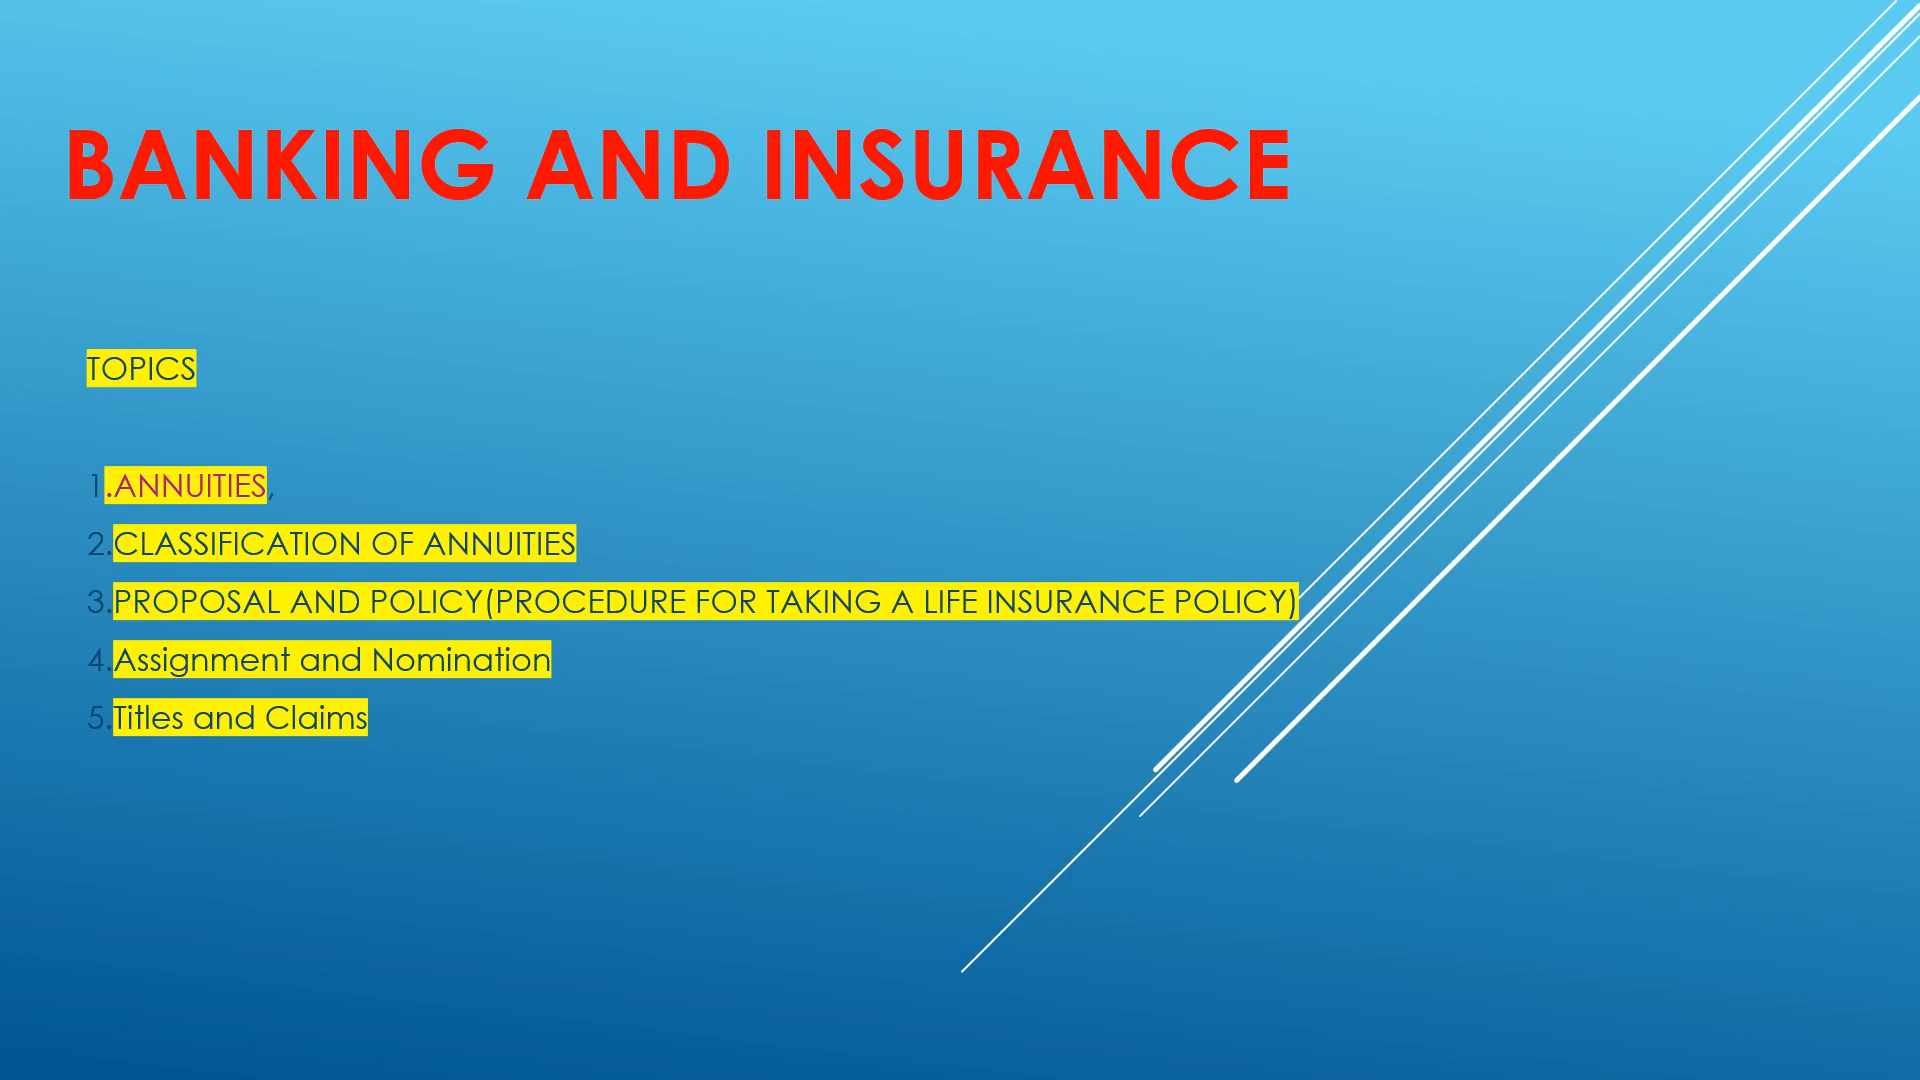 BANKING AND INSURANCE
TOPICS
1.ANNUITIES,
2.CLASSIFICATION OF ANNUITIES
3.PROPOSAL AND POLICY(PROCEDURE FOR TAKING A LIFE INSURANCE POLICY)
4.Assignment and Nomination
5.Titles and Claims